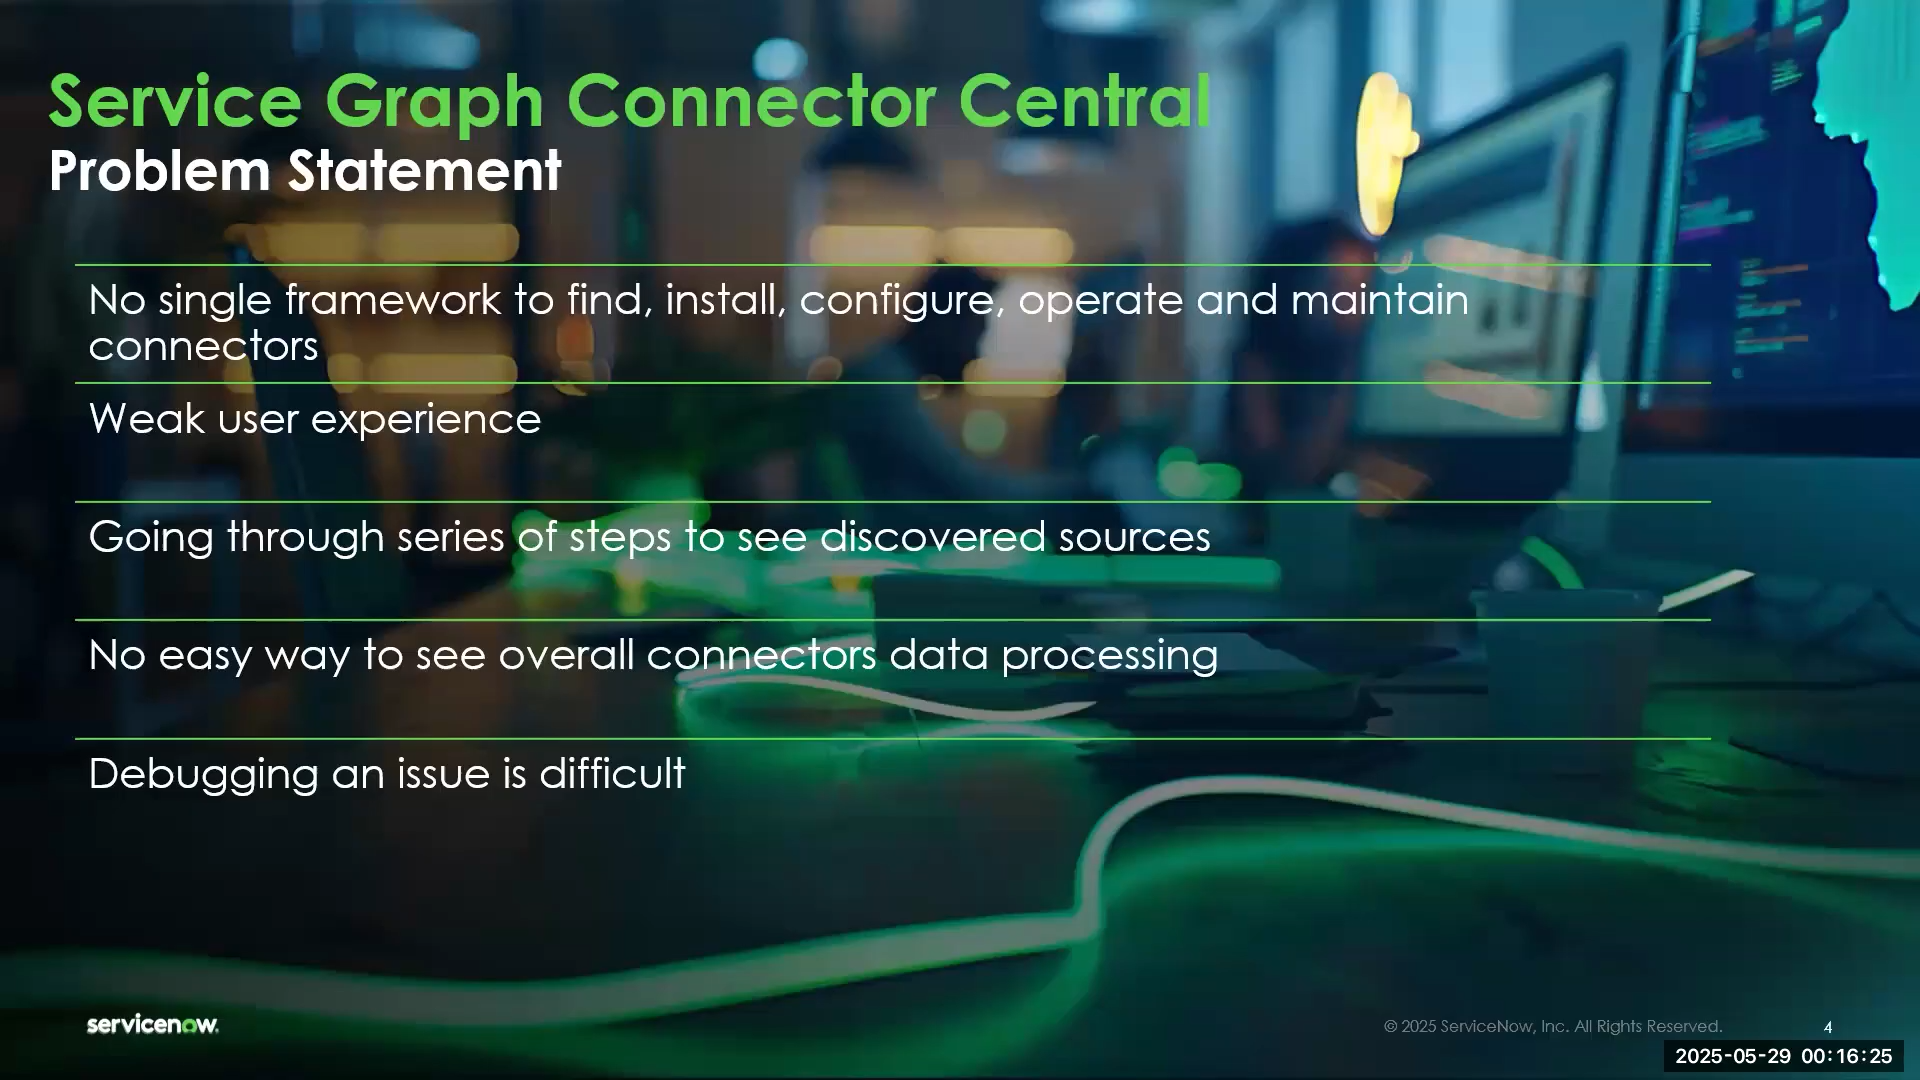 Service Graph Connector Central
Problem Statement
No single framework to find, install, configure, operate and maintain
connectors
Weak user experience
Going through series of steps to see discovered sources
No easy way to see overall connectors data processing
Debugging an issue is difficult
servicenow.
© 2025 ServiceNow, Inc. All Rights Reserved.
4
2025-05-29 00:16:25